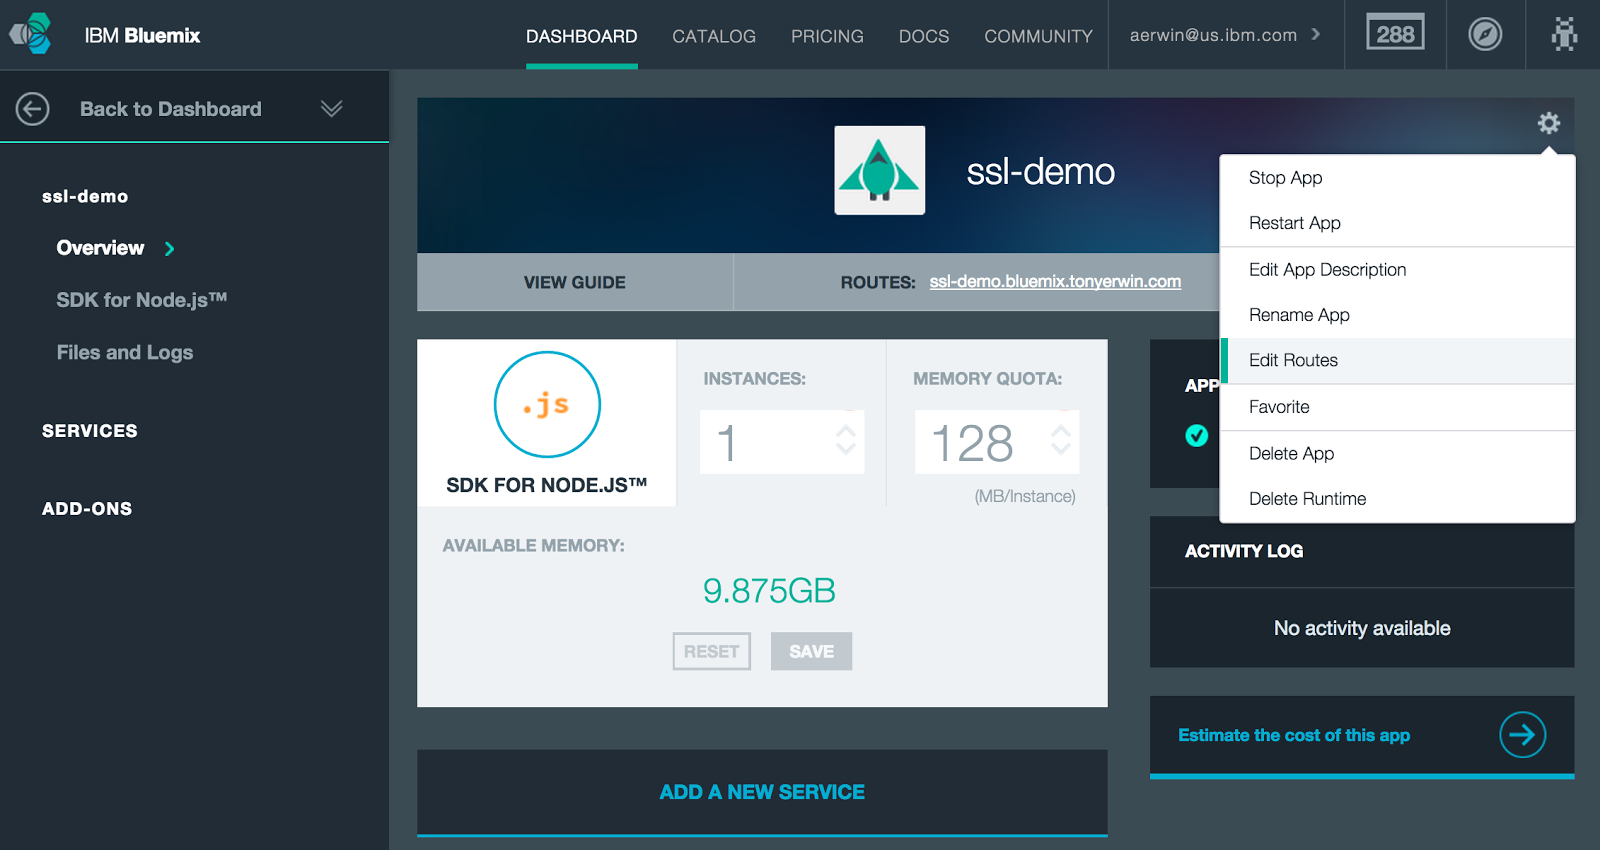 IBM Bluemix
DASHBOARD
CATALOG
PRICING
DOCS
COMMUNITY
aerwin@us.ibm.com
288
Back to Dashboard
ssl-demo
Overview
SDK for Node.js™
Files and Logs
SERVICES
ADD-ONS
ssl-demo
VIEW GUIDE
ROUTES: ssl-demo.bluemix.tonyerwin.com
Stop App
Restart App
Edit App Description
Rename App
Edit Routes
Favorite
Delete App
Delete Runtime
.js
SDK FOR NODE.JS™
INSTANCES:
1
MEMORY QUOTA:
128
(MB/Instance)
AVAILABLE MEMORY:
9.875GB
RESET
SAVE
ADD A NEW SERVICE
APP
ACTIVITY LOG
No activity available
Estimate the cost of this app